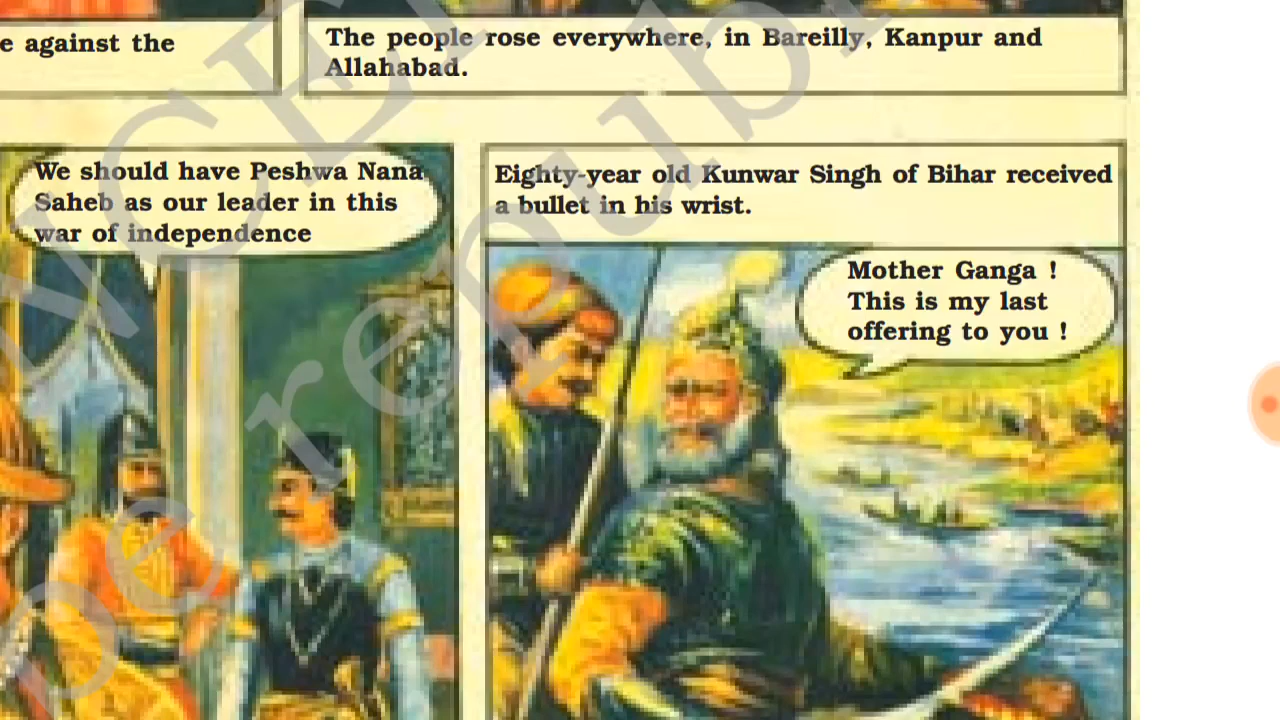 e against the
The people rose everywhere, in Bareilly, Kanpur and
Allahabad.
We should have Peshwa Nana
Saheb as our leader in this
war of independence
Eighty-year old Kunwar Singh of Bihar received
a bullet in his wrist.
Mother Ganga !
This is my last
offering to you !